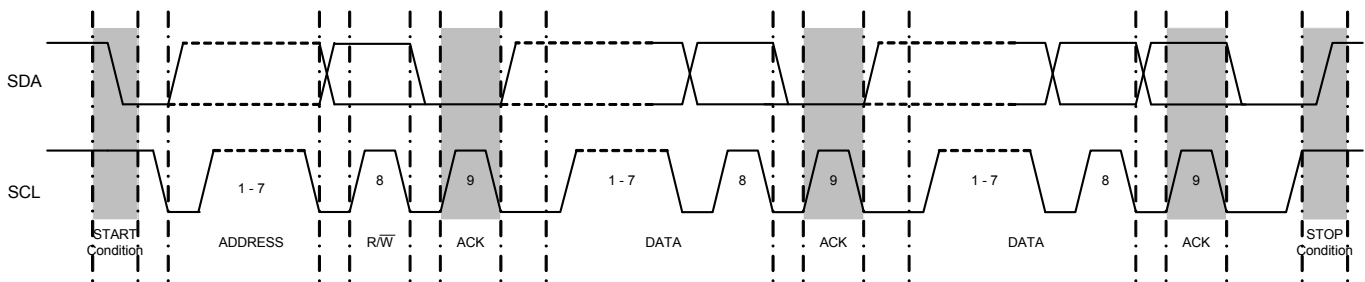 SDA
SCL
1 - 7
8
9
1 - 7
8
9
1 - 7
8
9
START
Condition
ADDRESS
R/W̅
ACK
DATA
ACK
DATA
ACK
STOP
Condition